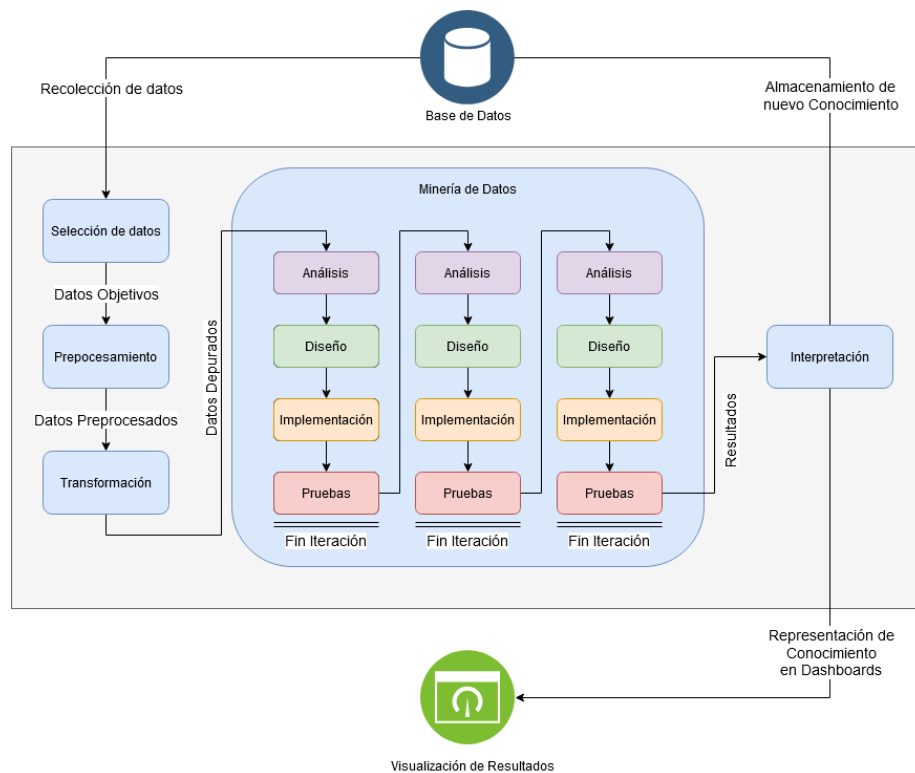 Recolección de datos
Base de Datos
Almacenamiento de
nuevo Conocimiento
Minería de Datos
Selección de datos
Datos Objetivos
Prepocesamiento
Datos Preprocesados
Transformación
Datos Depurados
Análisis
Diseño
Implementación
Pruebas
Fin Iteración
Análisis
Diseño
Implementación
Pruebas
Fin Iteración
Análisis
Diseño
Implementación
Pruebas
Fin Iteración
Resultados
Interpretación
Representación de
Conocimiento
en Dashboards
Visualización de Resultados